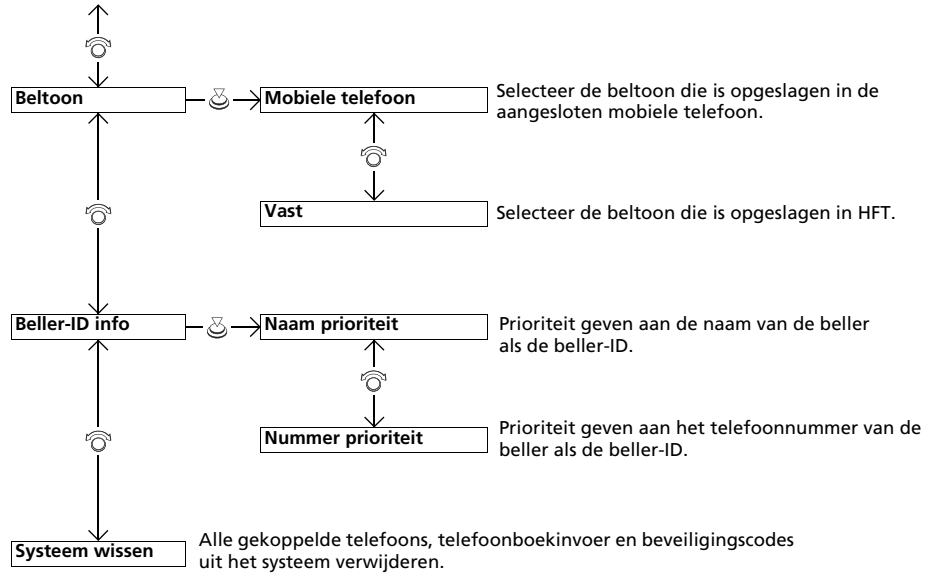 Beltoon
Mobiele telefoon
Selecteer de beltoon die is opgeslagen in de
aangesloten mobiele telefoon.
Vast
Selecteer de beltoon die is opgeslagen in HFT.
Beller-ID info
Naam prioriteit
Prioriteit geven aan de naam van de beller
als de beller-ID.
Nummer prioriteit
Prioriteit geven aan het telefoonnummer van de
beller als de beller-ID.
Systeem wissen
Alle gekoppelde telefoons, telefoonboekinvoer en beveiligingscodes
uit het systeem verwijderen.